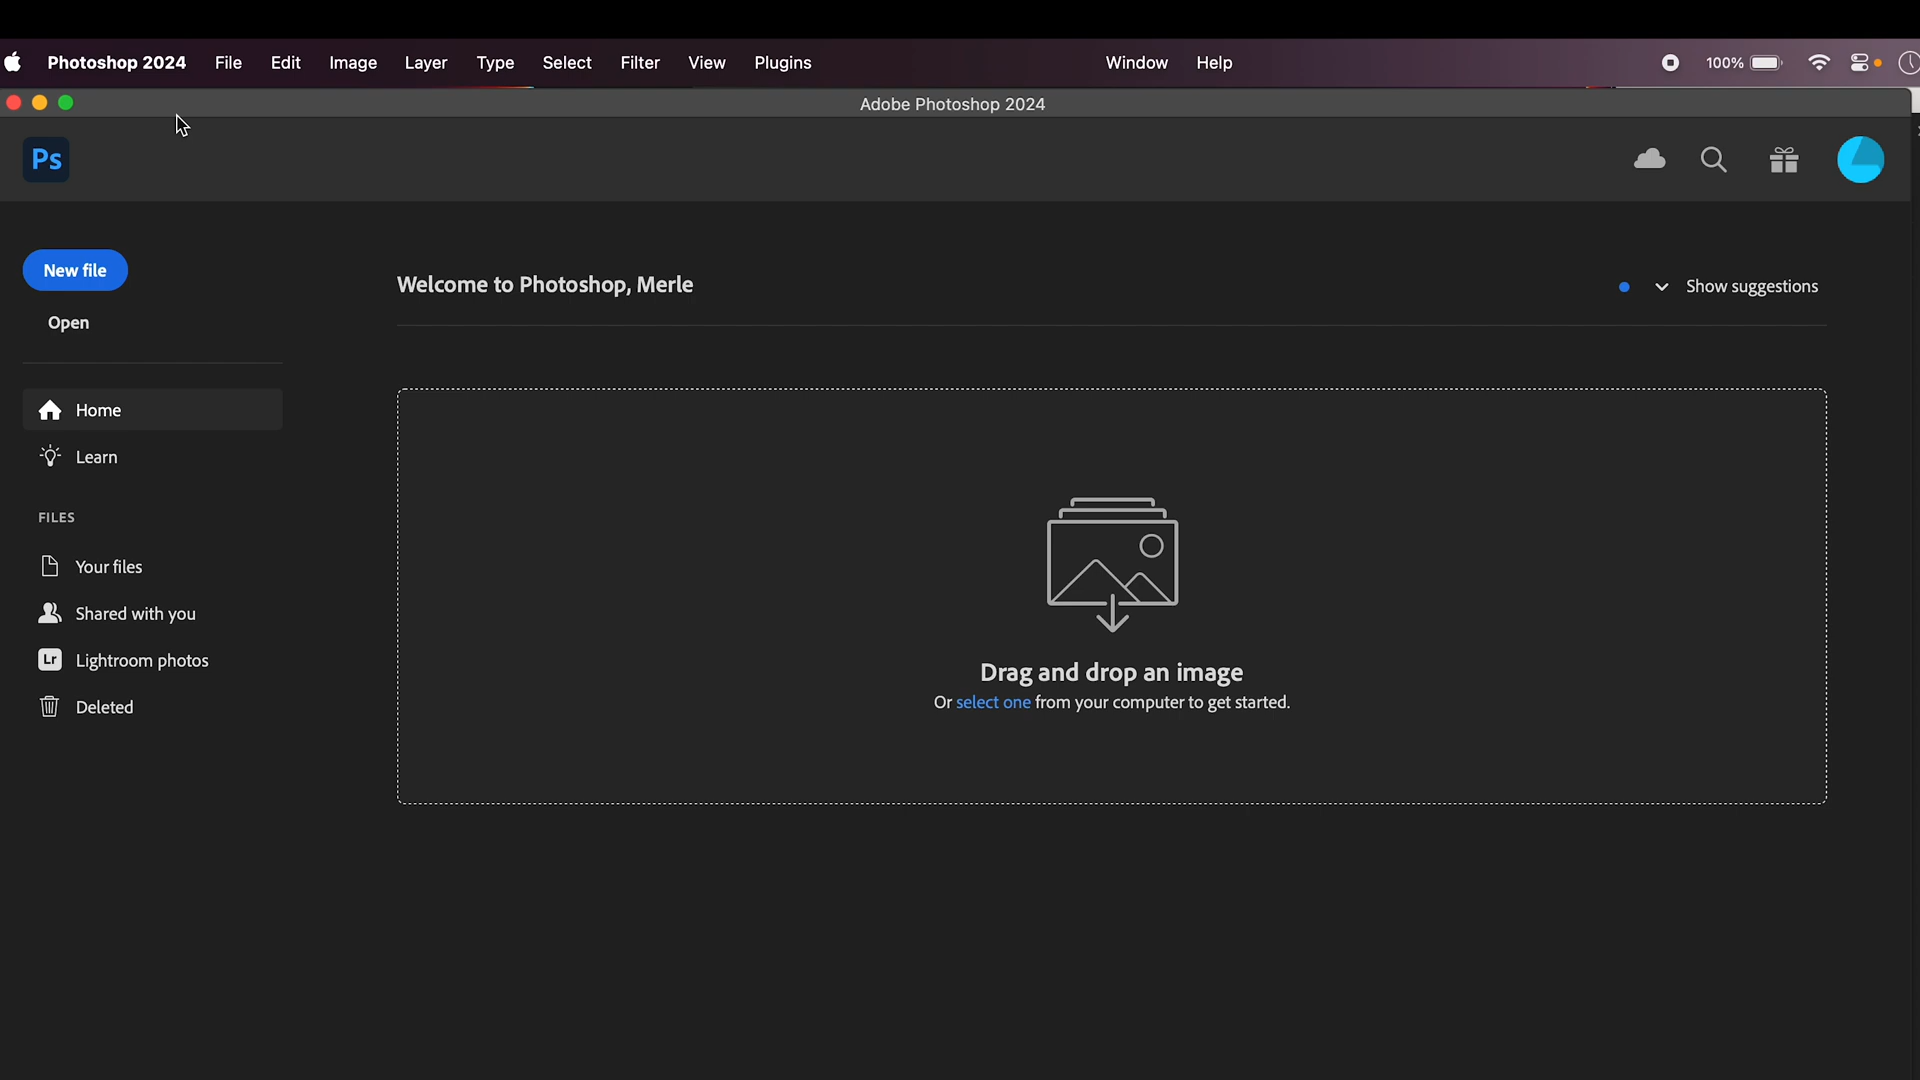 Photoshop 2024 File Edit Image Layer Type Select Filter View Plugins Window Help 100%
Adobe Photoshop 2024
Ps
New file
Welcome to Photoshop, Merle
Show suggestions
Open
Home
Learn
FILES
Your files
Shared with you
Lr Lightroom photos
Deleted
Drag and drop an image
Or select one from your computer to get started.